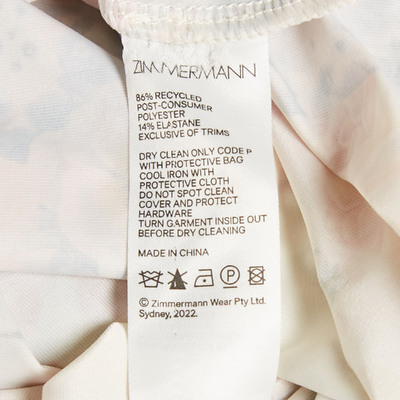 ZIMMERMANN
86% RECYCLED
POST-CONSUMER
POLYESTER
14% ELASTANE
EXCLUSIVE OF TRIMS
DRY CLEAN ONLY CODE P
WITH PROTECTIVE BAG
COOL IRON WITH
PROTECTIVE CLOTH
DO NOT SPOT CLEAN
COVER AND PROTECT
HARDWARE
TURN GARMENT INSIDE OUT
BEFORE DRY CLEANING
MADE IN CHINA
P
© Zimmermann Wear Pty Ltd.
Sydney, 2022.